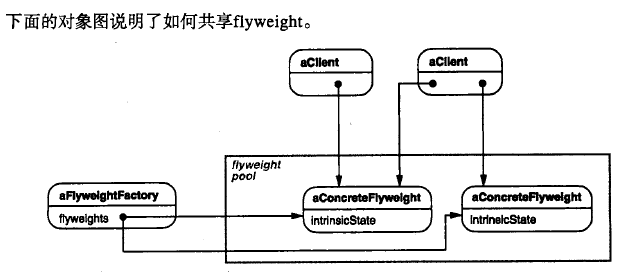 下面的对象图说明了如何共享flyweight。
aClient
aClient
flyweight
pool
aFlyweightFactory
flyweights
aConcreteFlyweight
intrinsicState
aConcreteFlyweight
intrinsicState